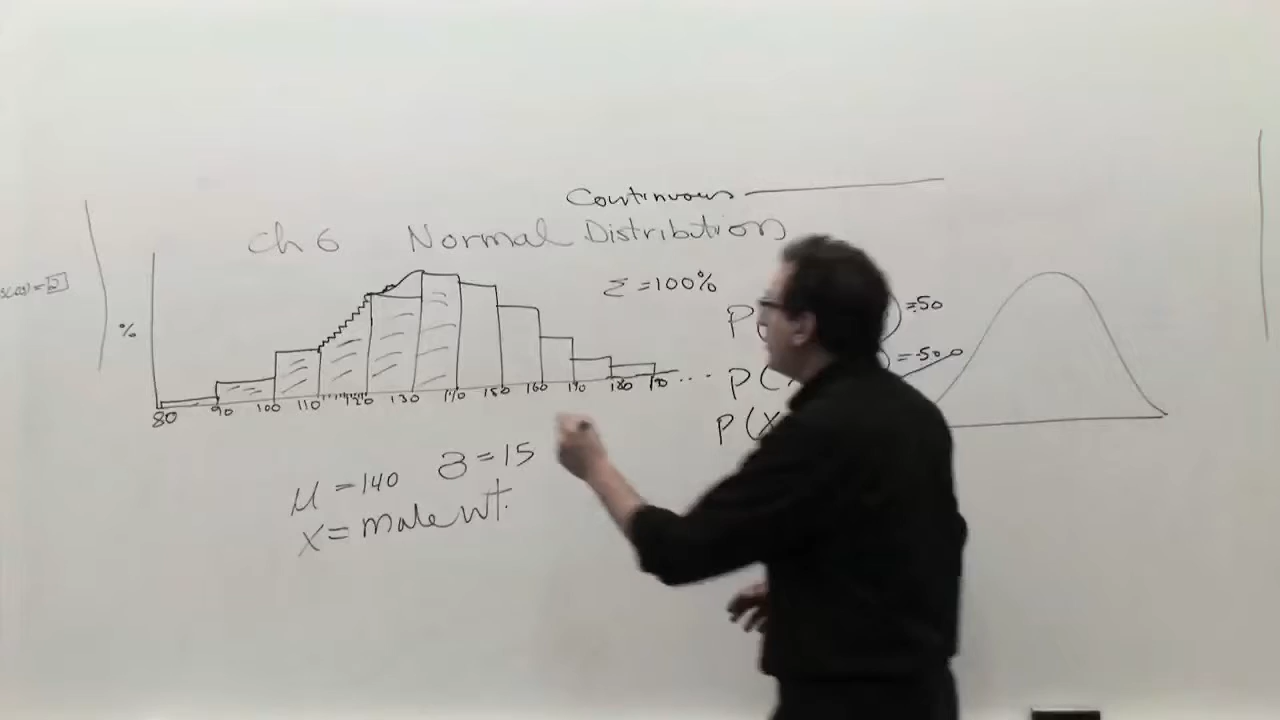 Continuous
Ch 6 Normal Distribution
Σ = 100%
%
P( ) = .50
P(X = .500
P(X
80 90 100 110 120 130 140 150 160 170 180 190 ...
μ = 140 σ = 15
X = male wt.